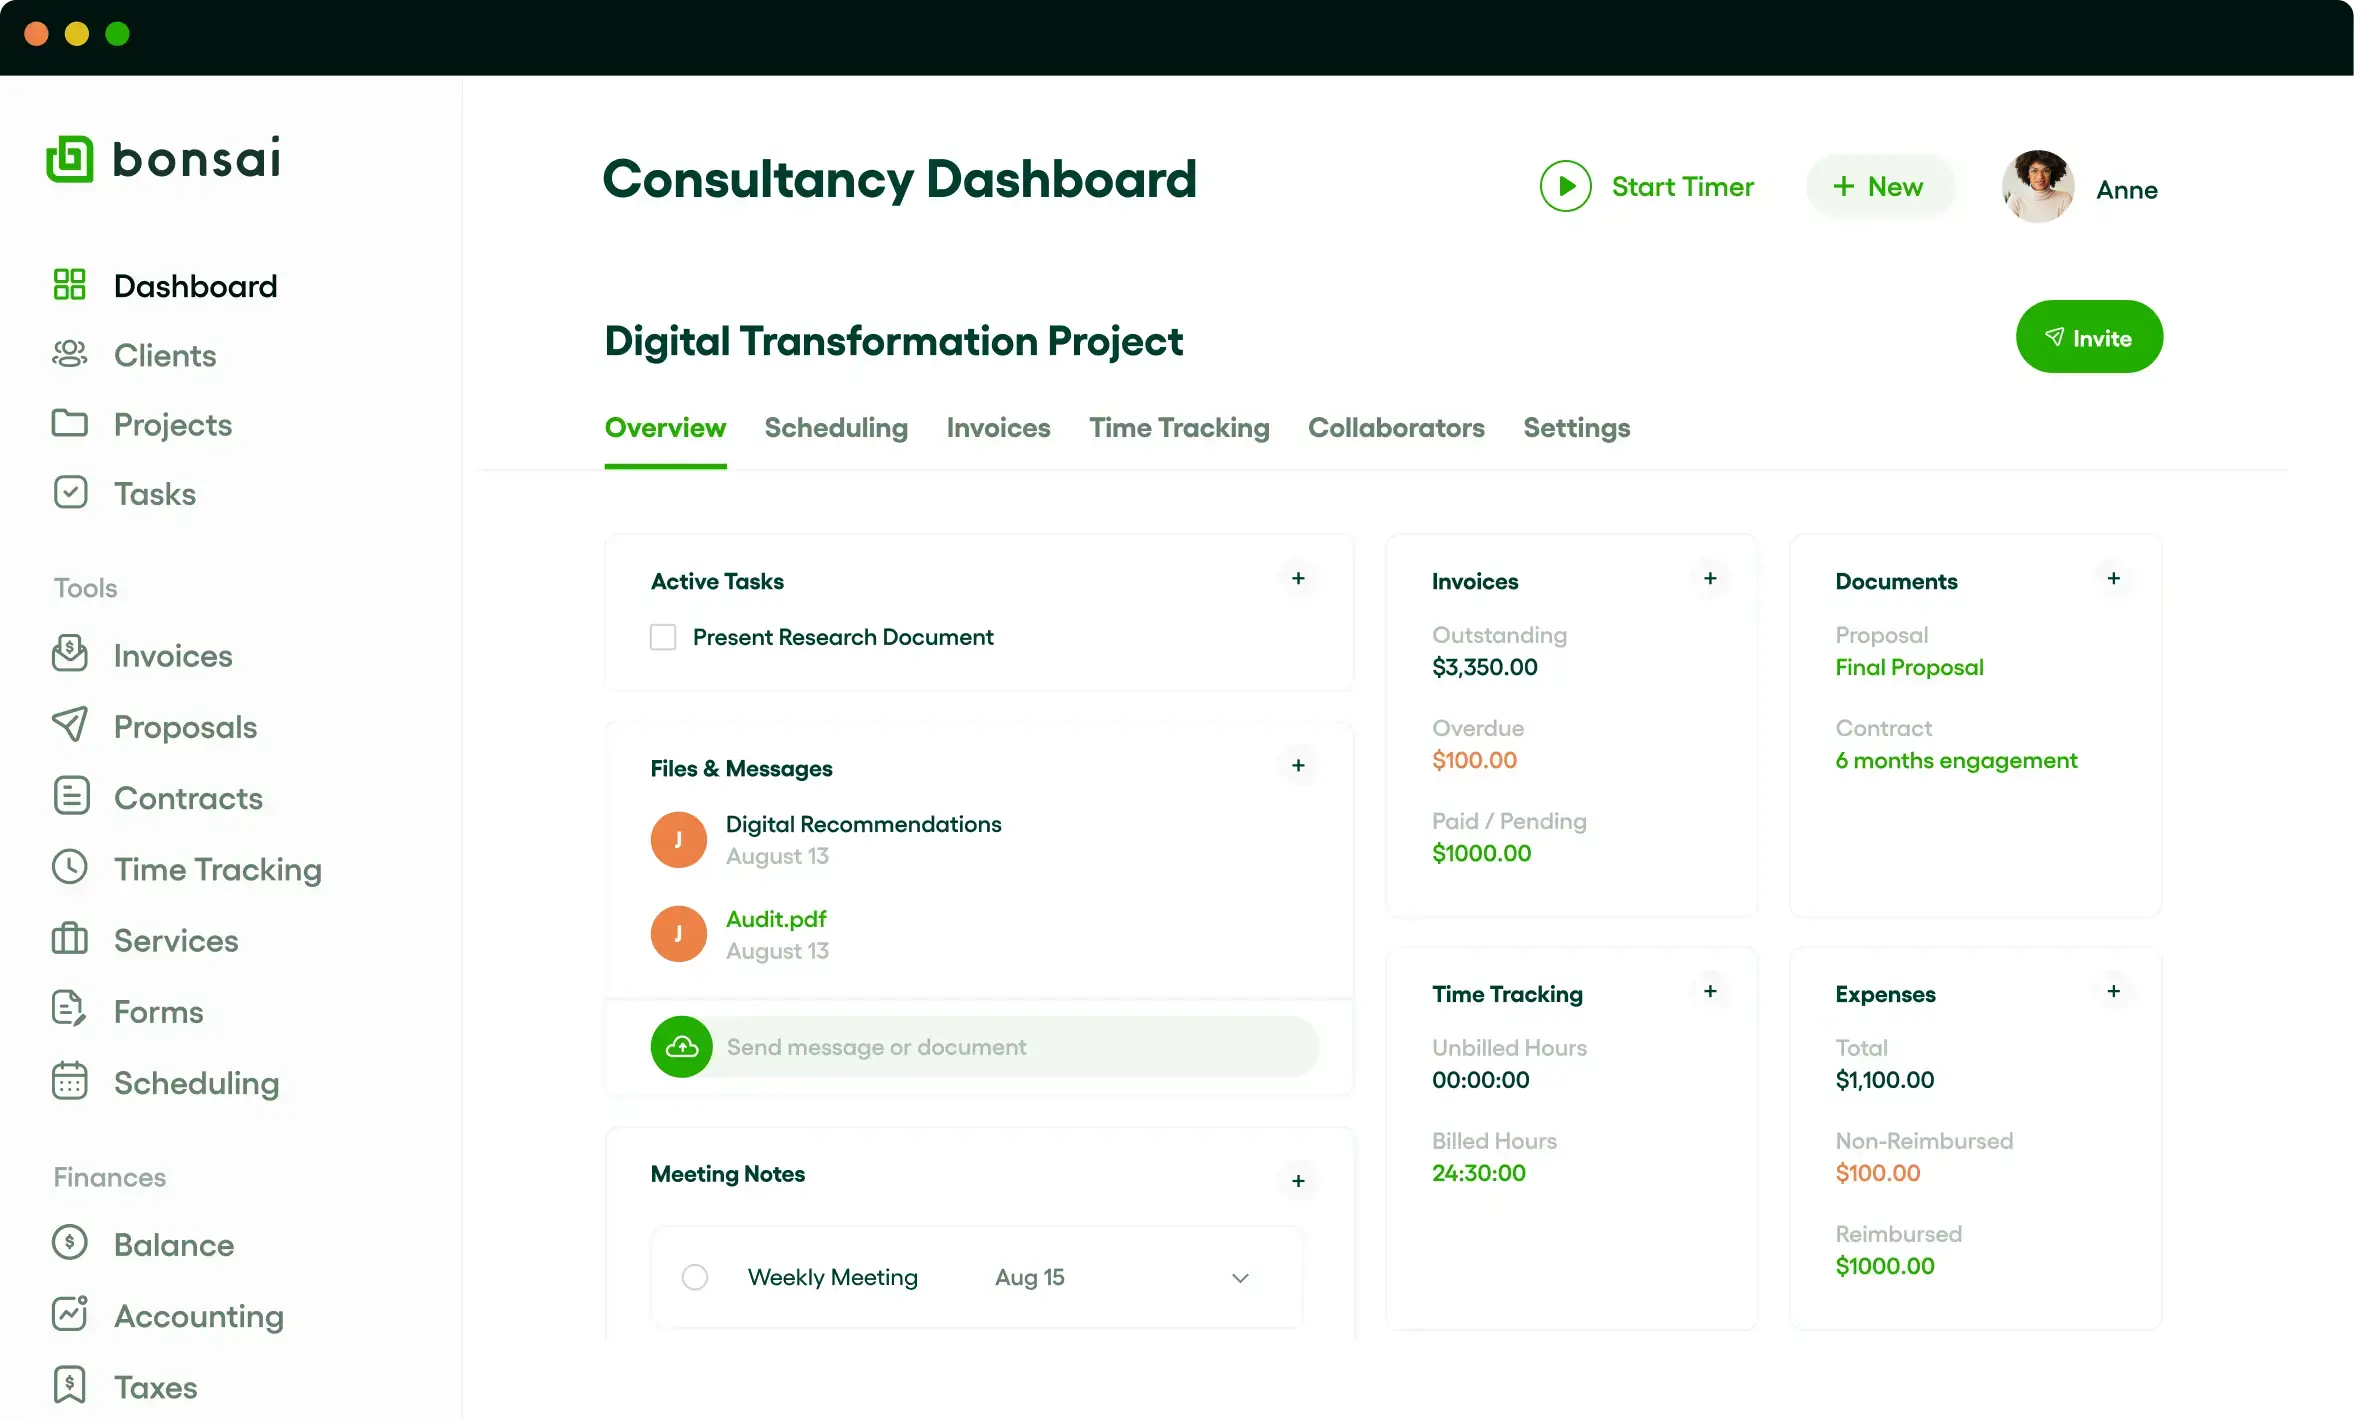 bonsai
Dashboard
Clients
Projects
Tasks
Tools
Invoices
Proposals
Contracts
Time Tracking
Services
Forms
Scheduling
Finances
Balance
Accounting
Taxes
Consultancy Dashboard
Start Timer
+ New
Anne
Digital Transformation Project
Invite
Overview
Scheduling
Invoices
Time Tracking
Collaborators
Settings
Active Tasks
+
Present Research Document
Files & Messages
+
J
Digital Recommendations
August 13
J
Audit.pdf
August 13
Send message or document
Meeting Notes
+
Weekly Meeting
Aug 15
Invoices
+
Outstanding
$3,350.00
Overdue
$100.00
Paid / Pending
$1000.00
Documents
+
Proposal
Final Proposal
Contract
6 months engagement
Time Tracking
+
Unbilled Hours
00:00:00
Billed Hours
24:30:00
Expenses
+
Total
$1,100.00
Non-Reimbursed
$100.00
Reimbursed
$1000.00